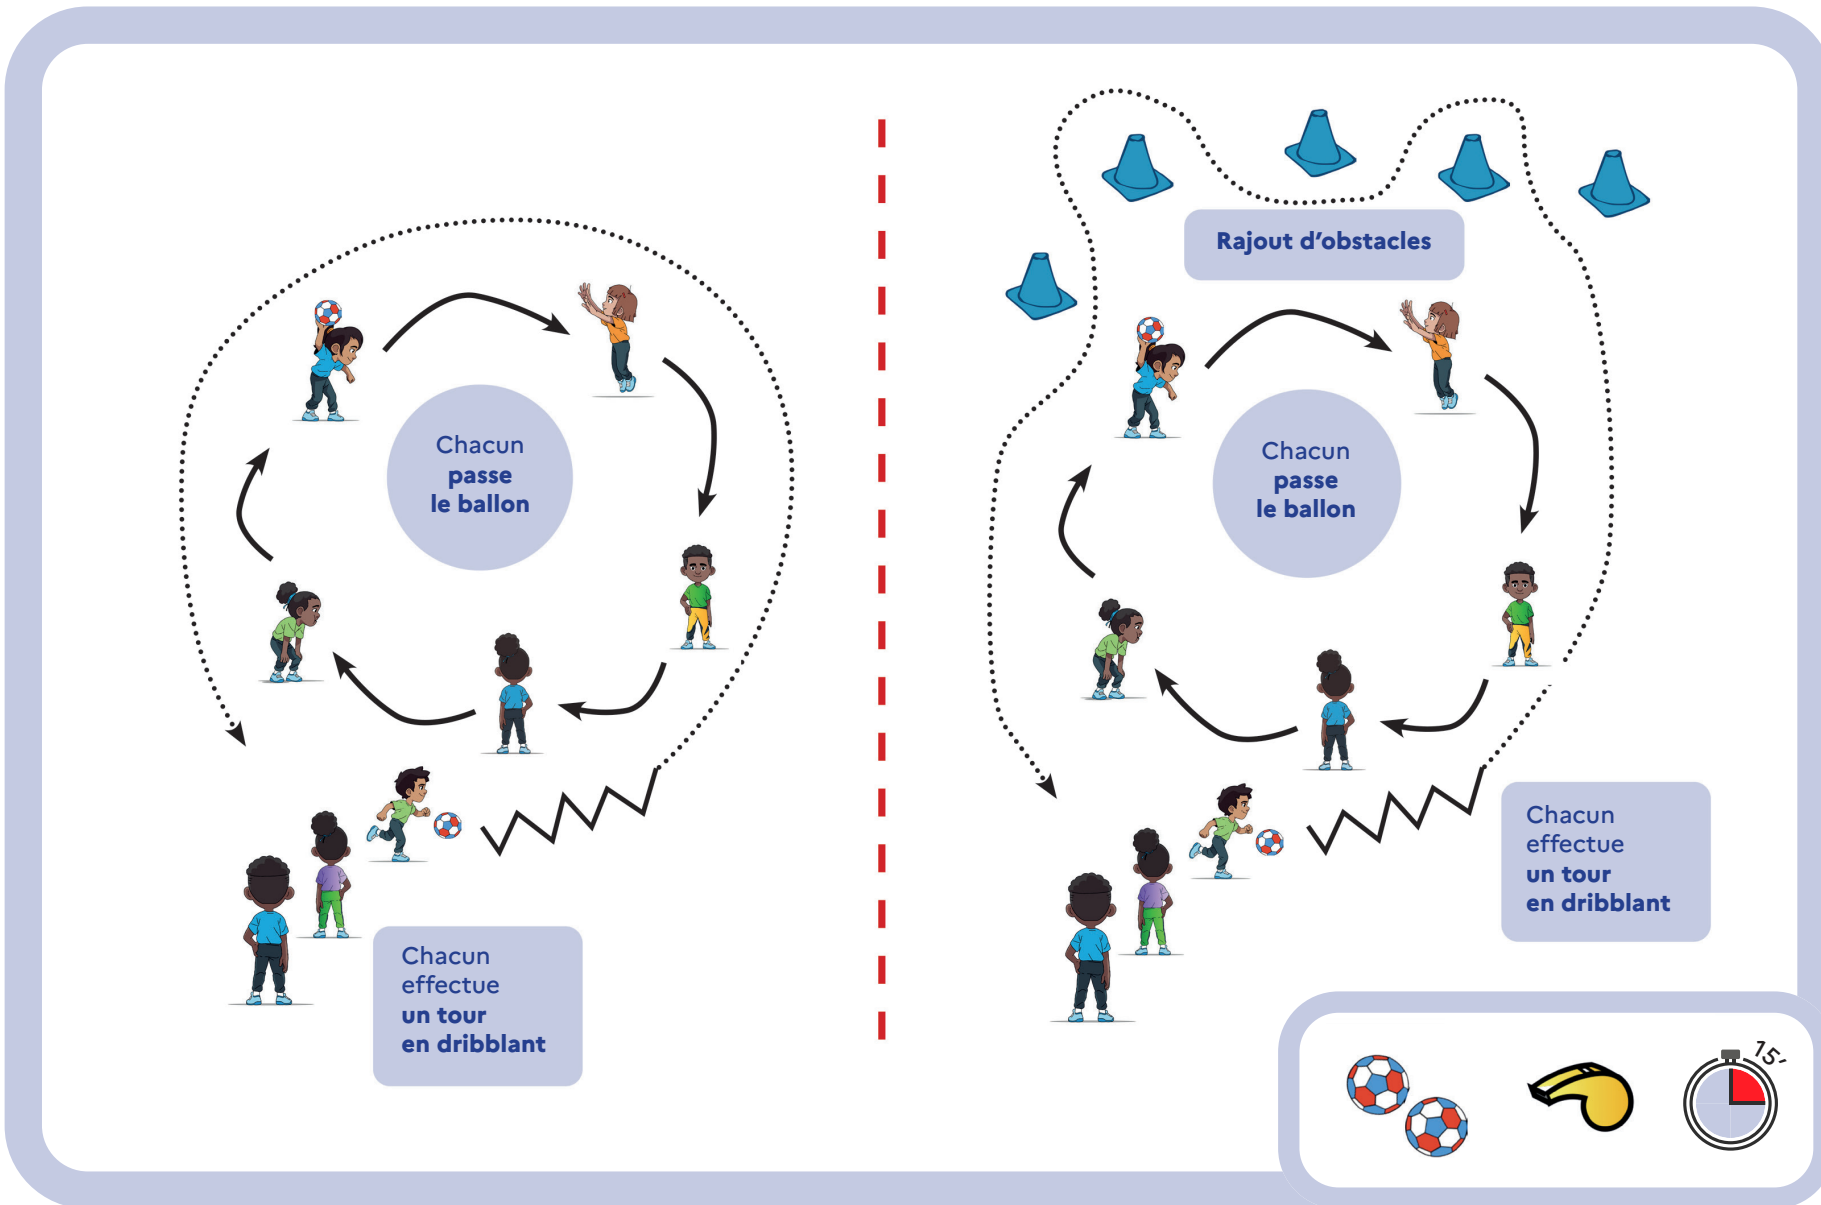 Chacun
passe
le ballon
Chacun
effectue
un tour
en dribblant
Rajout d’obstacles
Chacun
passe
le ballon
Chacun
effectue
un tour
en dribblant
15’